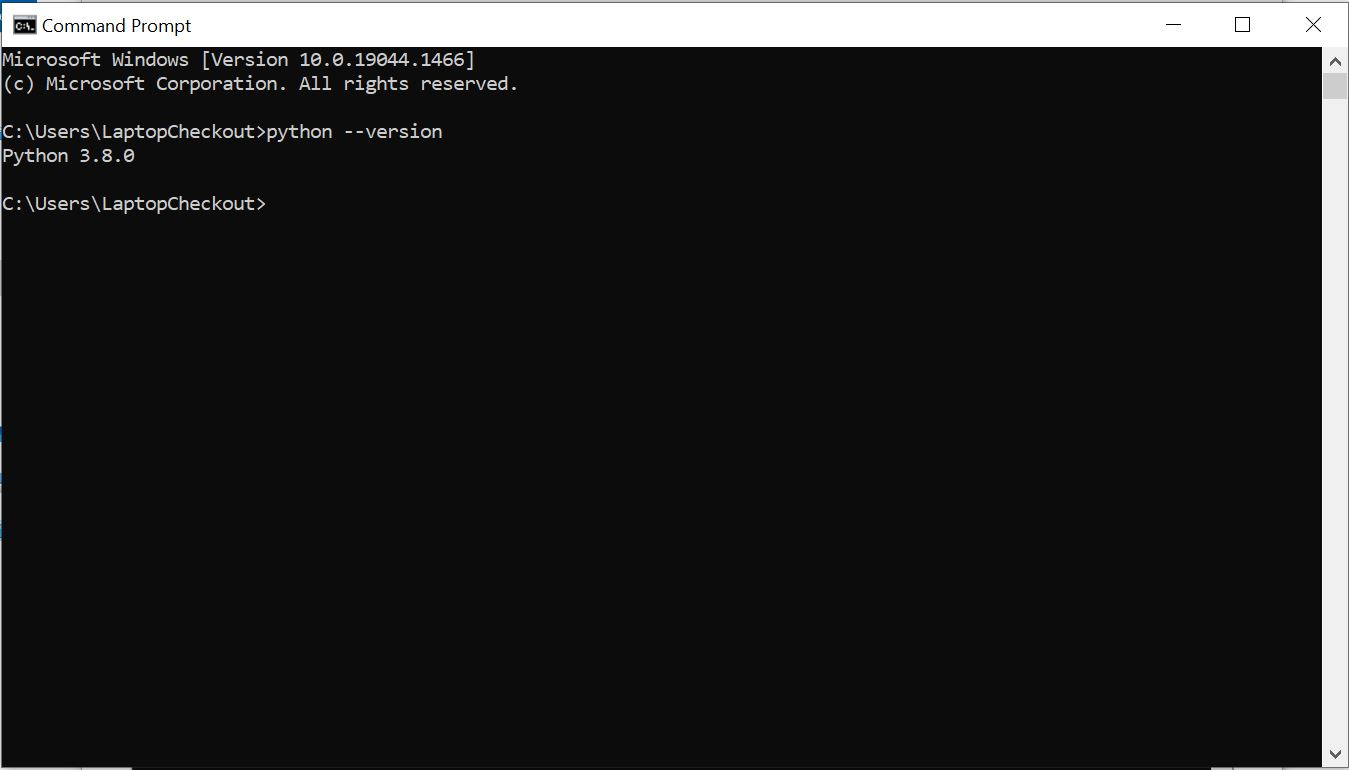 Command Prompt
Microsoft Windows [Version 10.0.19044.1466]
(c) Microsoft Corporation. All rights reserved.
C:\Users\LaptopCheckout>python --version
Python 3.8.0
C:\Users\LaptopCheckout>